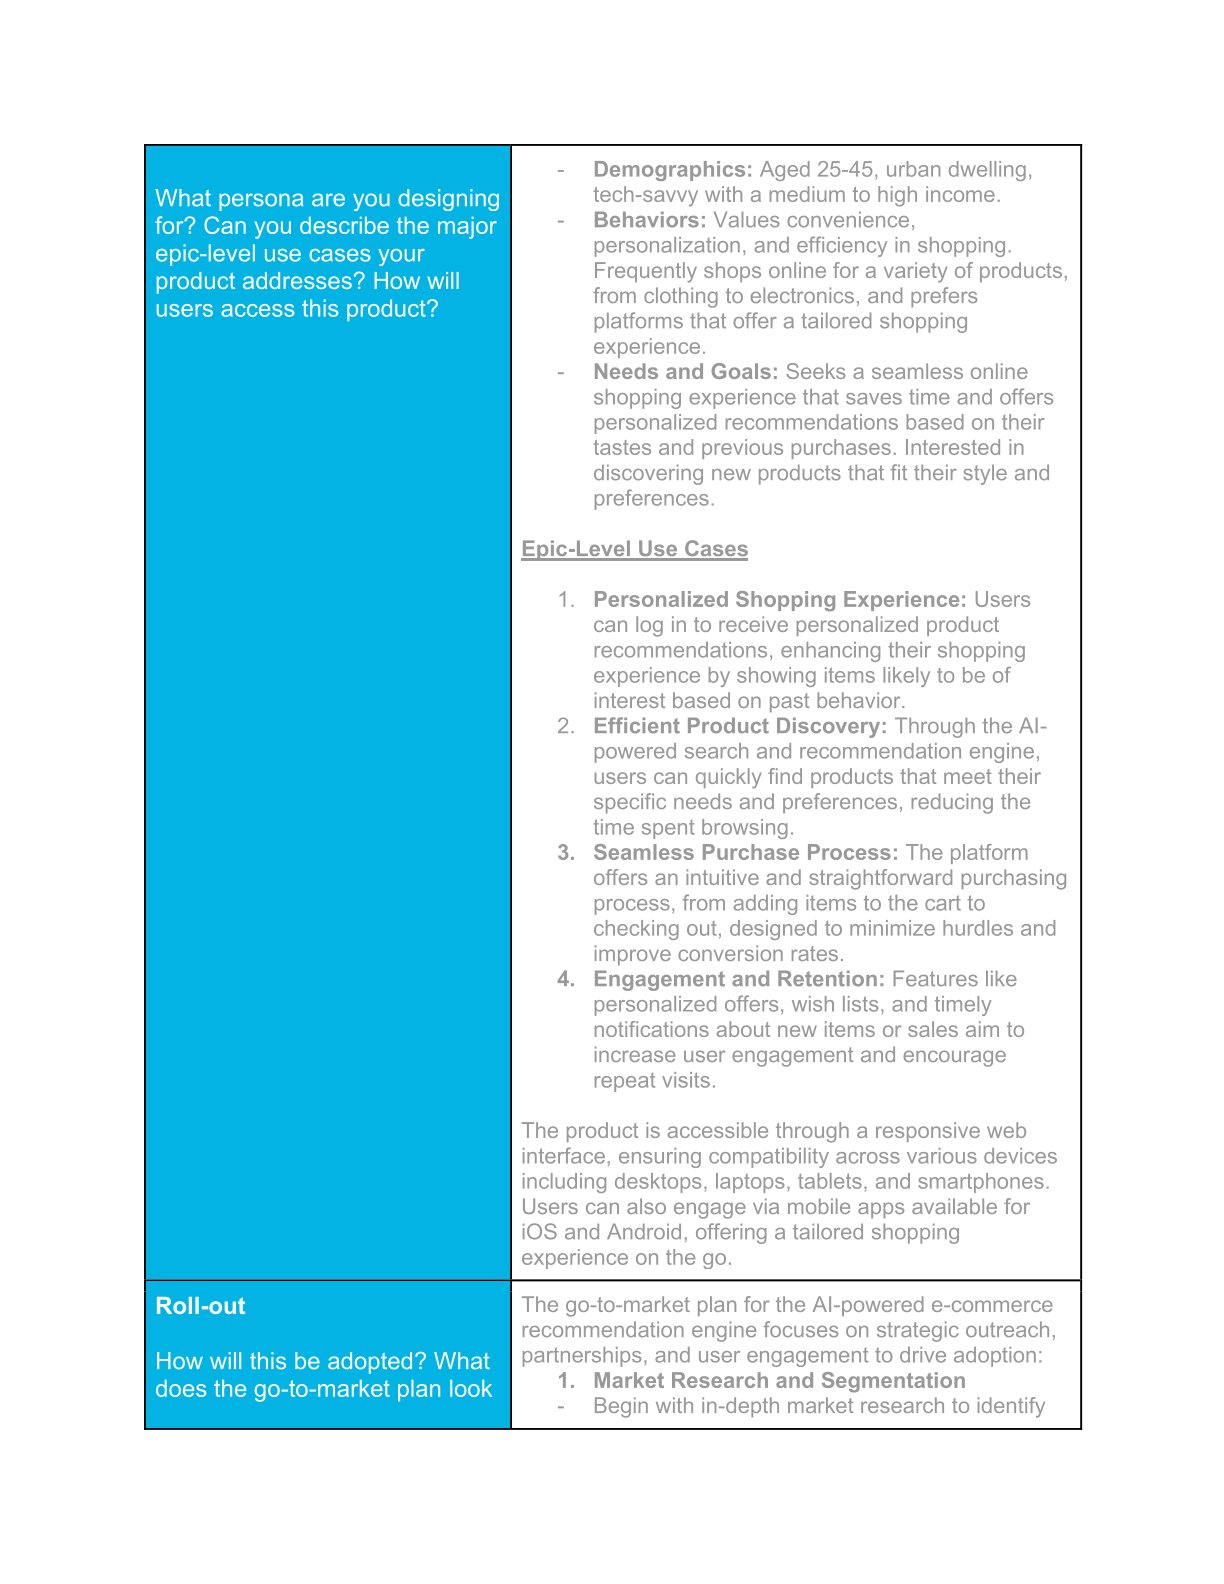 What persona are you designing
for? Can you describe the major
epic-level use cases your
product addresses? How will
users access this product?
- Demographics: Aged 25-45, urban dwelling,
tech-savvy with a medium to high income.
- Behaviors: Values convenience,
personalization, and efficiency in shopping.
Frequently shops online for a variety of products,
from clothing to electronics, and prefers
platforms that offer a tailored shopping
experience.
- Needs and Goals: Seeks a seamless online
shopping experience that saves time and offers
personalized recommendations based on their
tastes and previous purchases. Interested in
discovering new products that fit their style and
preferences.
Epic-Level Use Cases
1. Personalized Shopping Experience: Users
can log in to receive personalized product
recommendations, enhancing their shopping
experience by showing items likely to be of
interest based on past behavior.
2. Efficient Product Discovery: Through the AI-
powered search and recommendation engine,
users can quickly find products that meet their
specific needs and preferences, reducing the
time spent browsing.
3. Seamless Purchase Process: The platform
offers an intuitive and straightforward purchasing
process, from adding items to the cart to
checking out, designed to minimize hurdles and
improve conversion rates.
4. Engagement and Retention: Features like
personalized offers, wish lists, and timely
notifications about new items or sales aim to
increase user engagement and encourage
repeat visits.
The product is accessible through a responsive web
interface, ensuring compatibility across various devices
including desktops, laptops, tablets, and smartphones.
Users can also engage via mobile apps available for
iOS and Android, offering a tailored shopping
experience on the go.
Roll-out
How will this be adopted? What
does the go-to-market plan look
The go-to-market plan for the AI-powered e-commerce
recommendation engine focuses on strategic outreach,
partnerships, and user engagement to drive adoption:
1. Market Research and Segmentation
- Begin with in-depth market research to identify